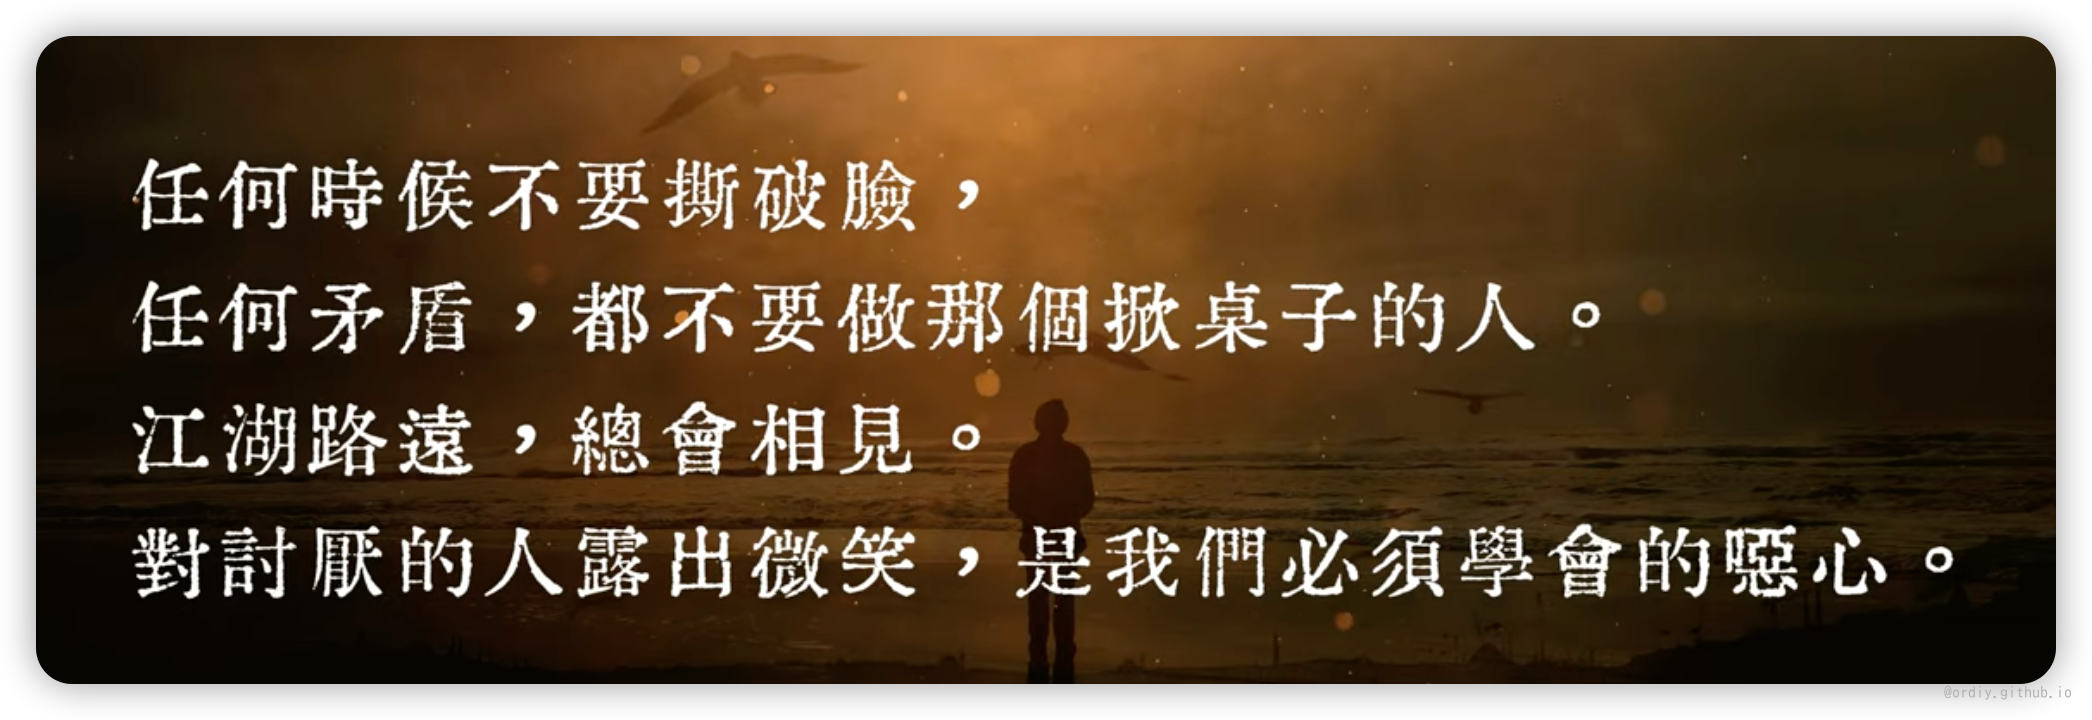 任何時候不要撕破臉，
任何矛盾，都不要做那個掀桌子的人。
江湖路遠，總會相見。
對討厭的人露出微笑，是我們必須學會的噁心。
@ordiy.github.io